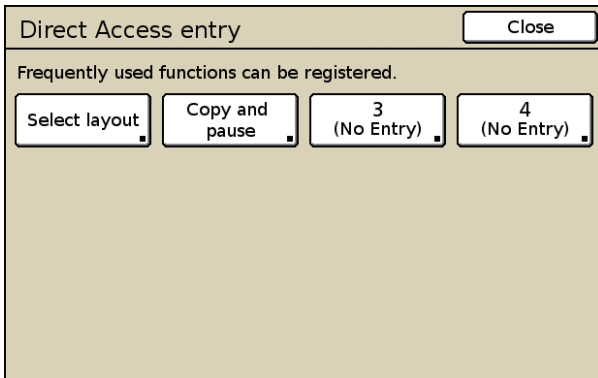 Direct Access entry
Close
Frequently used functions can be registered.
Select layout
Copy and
pause
3
(No Entry)
4
(No Entry)